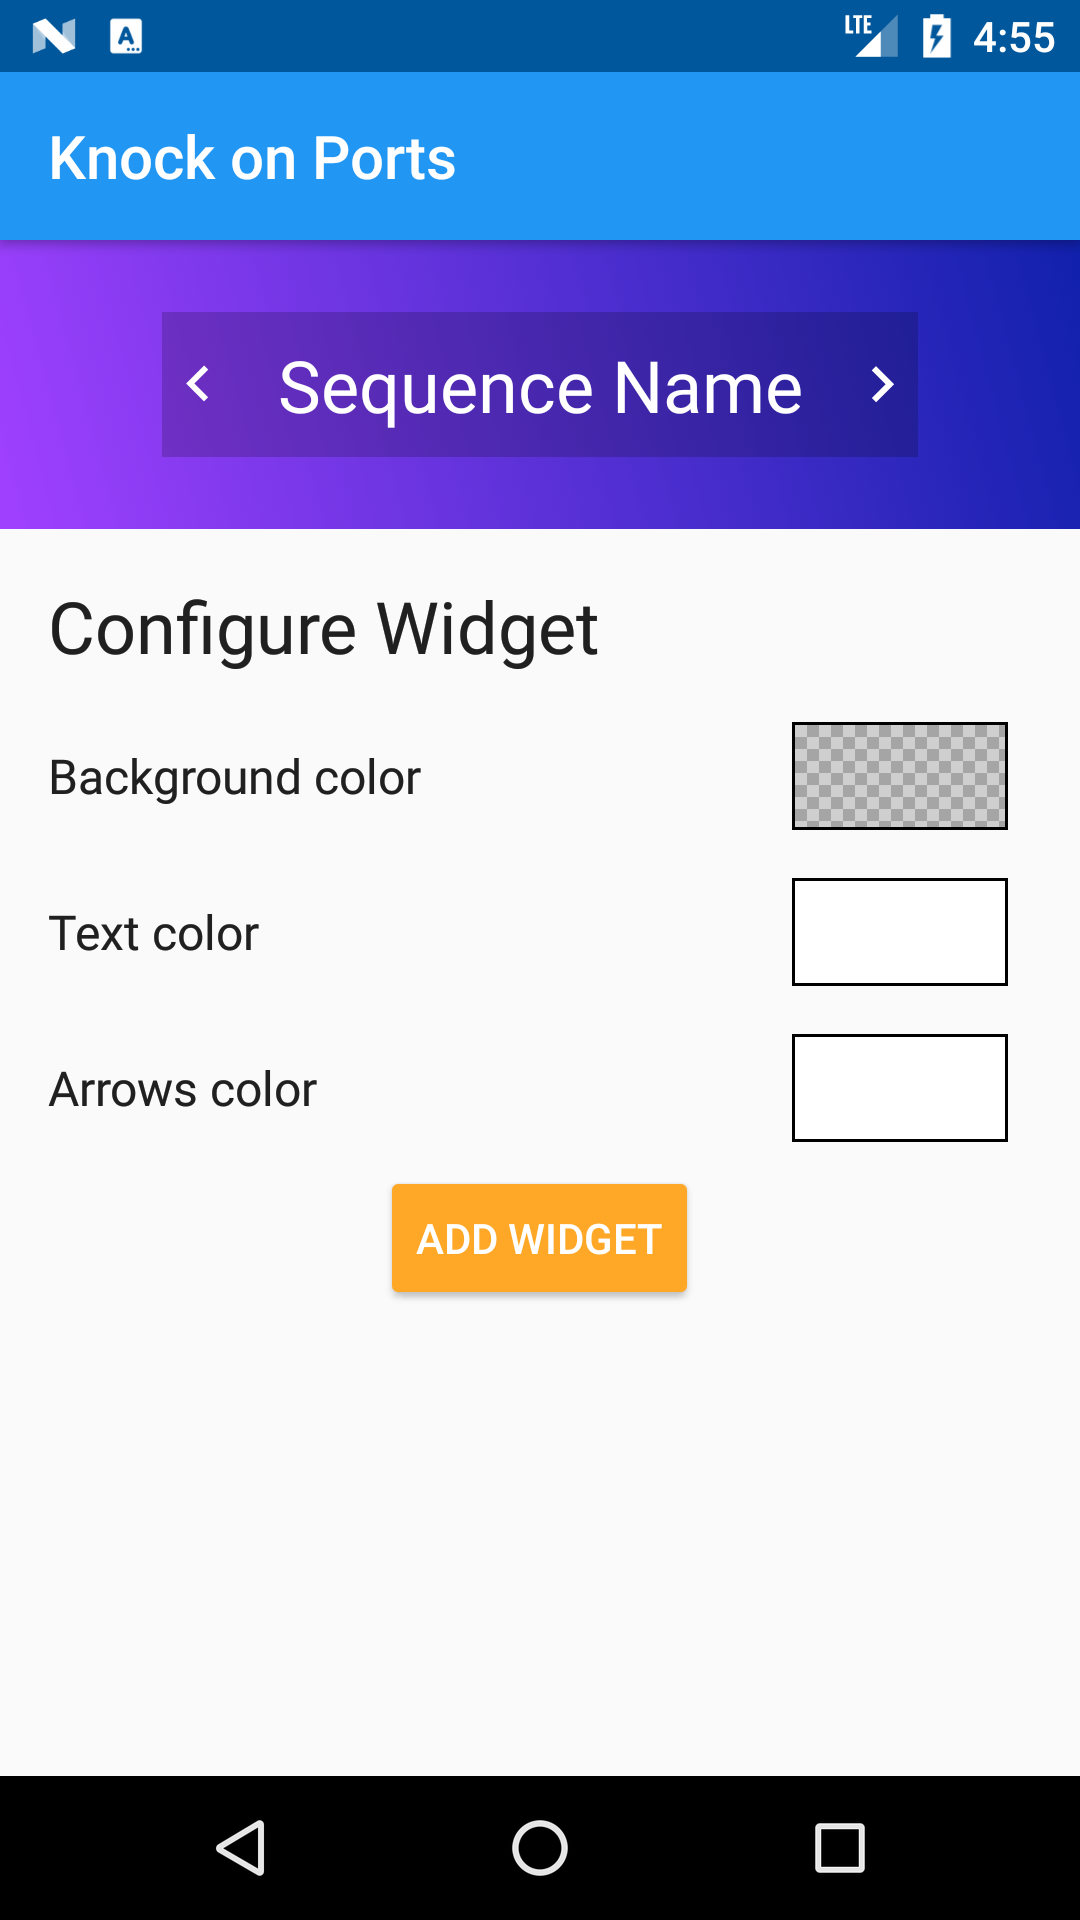 LTE 4:55
Knock on Ports
Sequence Name
Configure Widget
Background color
Text color
Arrows color
ADD WIDGET